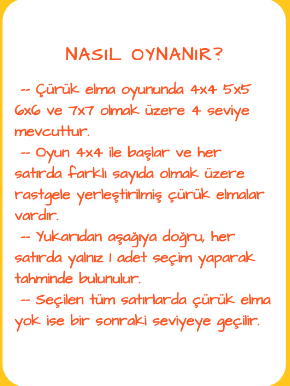 NASIL OYNANIR?
-- Çürük elma oyununda 4x4 5x5
6x6 ve 7x7 olmak üzere 4 seviye
mevcuttur.
-- Oyun 4x4 ile başlar ve her
satırda farklı sayıda olmak üzere
rastgele yerleştirilmiş çürük elmalar
vardır.
-- Yukarıdan aşağıya doğru, her
satırda yalnız 1 adet seçim yaparak
tahminde bulunulur.
-- Seçilen tüm satırlarda çürük elma
yok ise bir sonraki seviyeye geçilir.